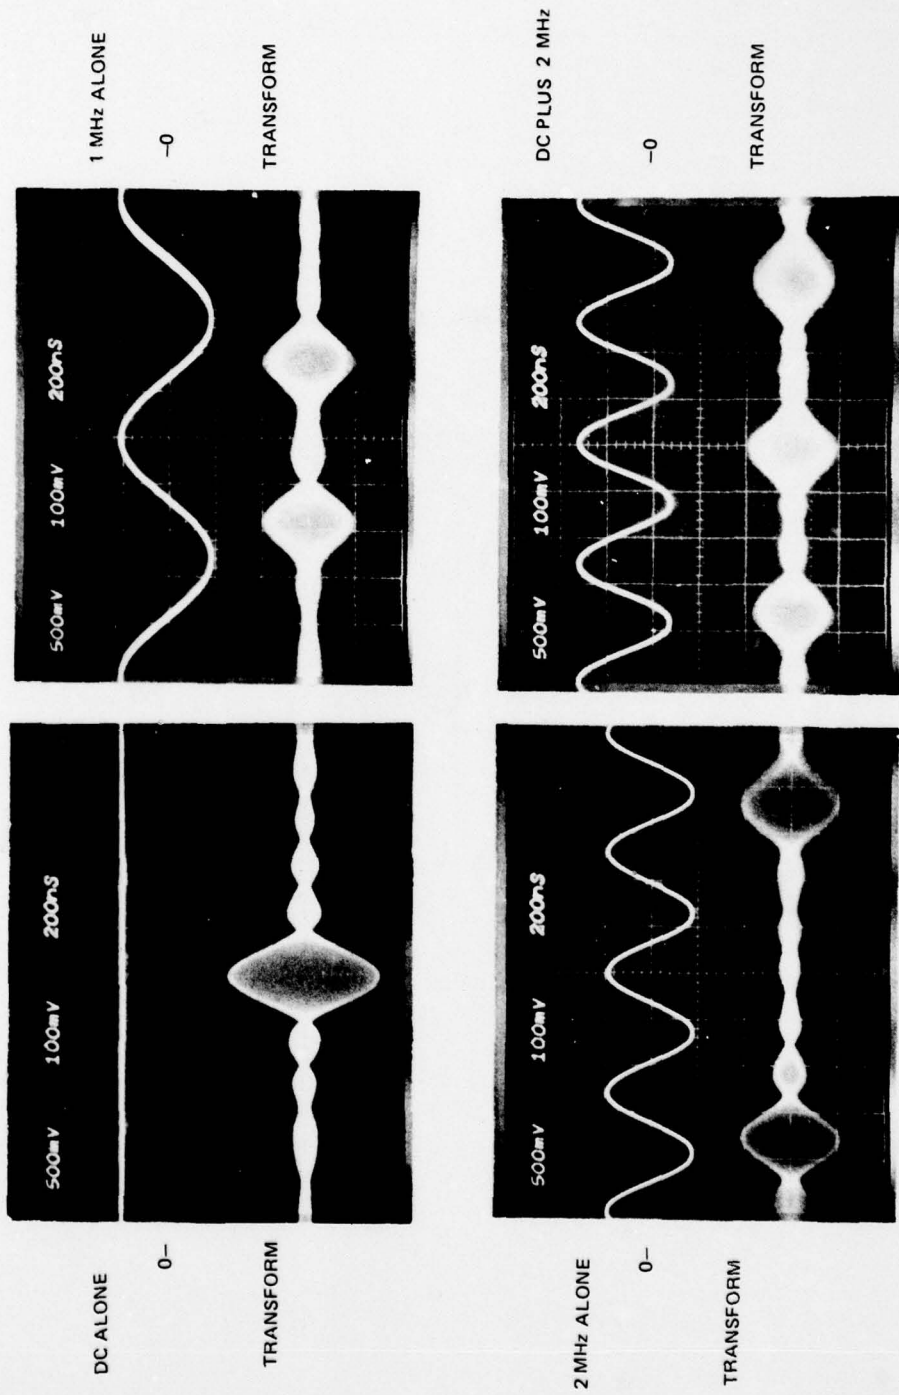 DC ALONE
0–
TRANSFORM
500mV 100mV 200nS
500mV 100mV 200nS
1 MHz ALONE
–0
TRANSFORM
2 MHz ALONE
0–
TRANSFORM
500mV 100mV 200nS
500mV 100mV 200nS
DC PLUS 2 MHz
–0
TRANSFORM